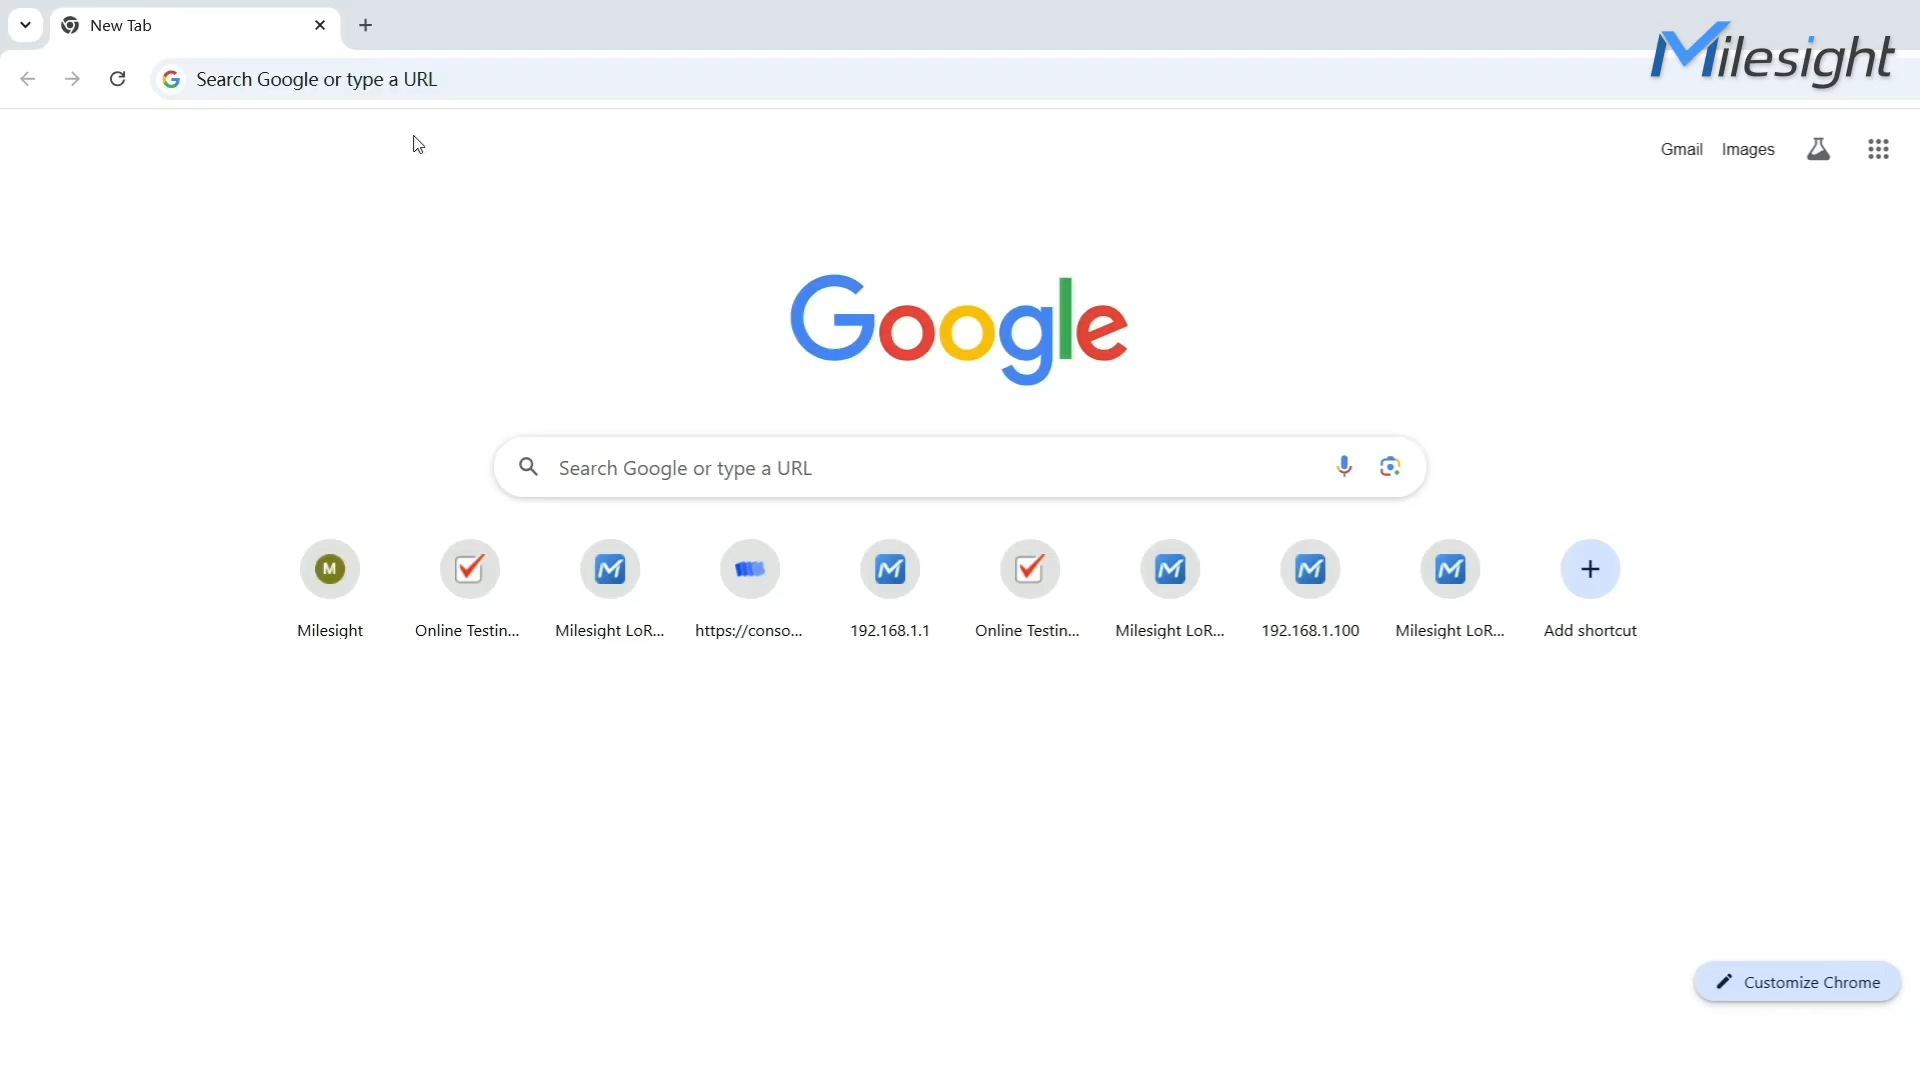 New Tab
Milesight
Search Google or type a URL
Gmail Images
Google
Search Google or type a URL
M
Milesight Online Testin... Milesight LoR... https://conso... 192.168.1.1 Online Testin... Milesight LoR... 192.168.1.100 Milesight LoR... Add shortcut
Customize Chrome